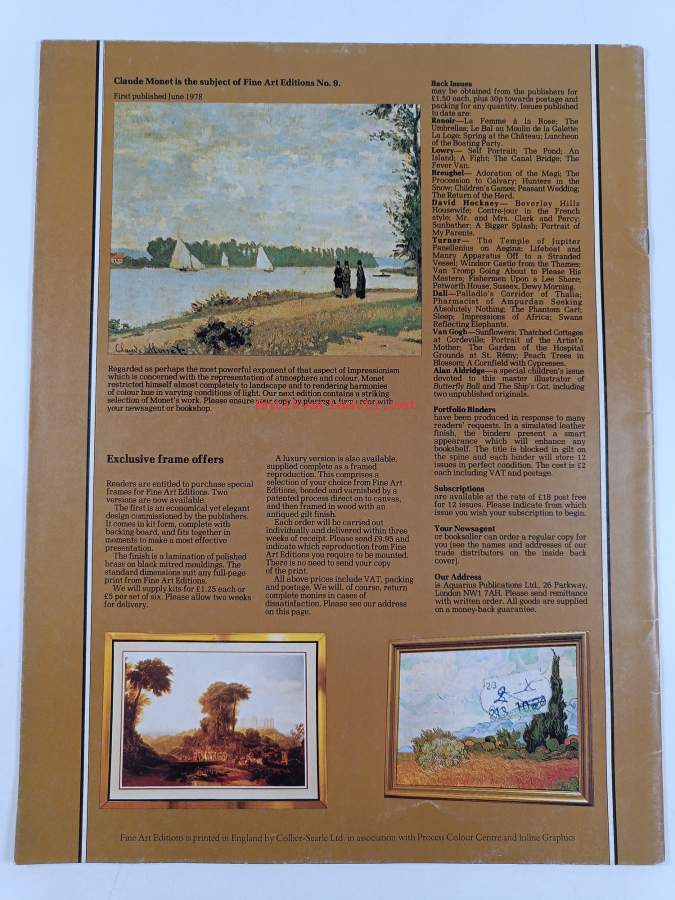 Claude Monet is the subject of Fine Art Editions No. 9.
First published June 1978
Claude Monet
Regarded as perhaps the most powerful exponent of that aspect of Impressionism
which is concerned with the representation of atmosphere and colour, Monet
restricted himself almost completely to landscape and to rendering harmonies
of colour hue in varying conditions of light. Our next edition contains a striking
selection of Monet's work. Please ensure your copy by placing a firm order with
your newsagent or bookshop.
Exclusive frame offers
Readers are entitled to purchase special
frames for Fine Art Editions. Two
versions are now available.
The first is an economical yet elegant
design commissioned by the publishers.
It comes in kit form, complete with
backing board, and fits together in
moments to make a most effective
presentation.
The finish is a lamination of polished
brass on black mitred mouldings. The
standard dimensions suit any full-page
print from Fine Art Editions.
We will supply kits for £1.25 each or
£5 per set of six. Please allow two weeks
for delivery.
A luxury version is also available,
supplied complete as a framed
reproduction. This comprises a
selection of your choice from Fine Art
Editions, bonded and varnished by a
patented process direct on to canvas,
and then framed in wood with an
antiqued gilt finish.
Each order will be carried out
individually and delivered within three
weeks of receipt. Please send £9.95 and
indicate which reproduction from Fine
Art Editions you require to be mounted.
There is no need to send your copy
of the print.
All above prices include VAT, packing
and postage. We will, of course, return
complete monies in cases of
dissatisfaction. Please see our address
on this page.
Back Issues
may be obtained from the publishers for
£1.50 each, plus 30p towards postage and
packing for any quantity. Issues published
to date are:
Renoir—La Femme à la Rose; The
Umbrellas; Le Bal au Moulin de la Galette;
La Loge; Spring at the Château; Luncheon
of the Boating Party.
Lowry— Self Portrait; The Pond; An
Island; A Fight; The Canal Bridge; The
Fever Van.
Breughel— Adoration of the Magi; The
Procession to Calvary; Hunters in the
Snow; Children's Games; Peasant Wedding;
The Return of the Herd.
David Hockney— Beverley Hills
Housewife; Contre-jour in the French
style; Mr. and Mrs. Clark and Percy;
Sunbather; A Bigger Splash; Portrait of
My Parents.
Turner— The Temple of Jupiter
Panellenius on Aegina; Lifeboat and
Manry Apparatus Off to a Stranded
Vessel; Windsor Castle from the Thames;
Van Tromp Going About to Please His
Masters; Fishermen Upon a Lee Shore;
Petworth House, Sussex, Dewy Morning.
Dali—Palladio's Corridor of Thalia;
Pharmacist of Ampurdan Seeking
Absolutely Nothing; The Phantom Cart;
Sleep; Impressions of Africa; Swans
Reflecting Elephants.
Van Gogh—Sunflowers; Thatched Cottages
at Cordeville; Portrait of the Artist's
Mother; The Garden of the Hospital
Grounds at St. Rémy; Peach Trees in
Blossom; A Cornfield with Cypresses.
Alan Aldridge—a special children's issue
devoted to this master illustrator of
Butterfly Ball and The Ship's Cat, including
two unpublished originals.
Portfolio Binders
have been produced in response to many
readers' requests. In a simulated leather
finish, the binders present a smart
appearance which will enhance any
bookshelf. The title is blocked in gilt on
the spine and each binder will store 12
issues in perfect condition. The cost is £2
each including VAT and postage.
Subscriptions
are available at the rate of £18 post free
for 12 issues. Please indicate from which
issue you wish your subscription to begin.
Your Newsagent
or bookseller can order a regular copy for
you (see the names and addresses of our
trade distributors on the inside back
cover).
Our Address
is Aquarius Publications Ltd., 26 Parkway,
London NW1 7AH. Please send remittance
with written order. All goods are supplied
on a money-back guarantee.
Fine Art Editions is printed in England by Collier-Searle Ltd. in association with Process Colour Centre and Inline Graphics